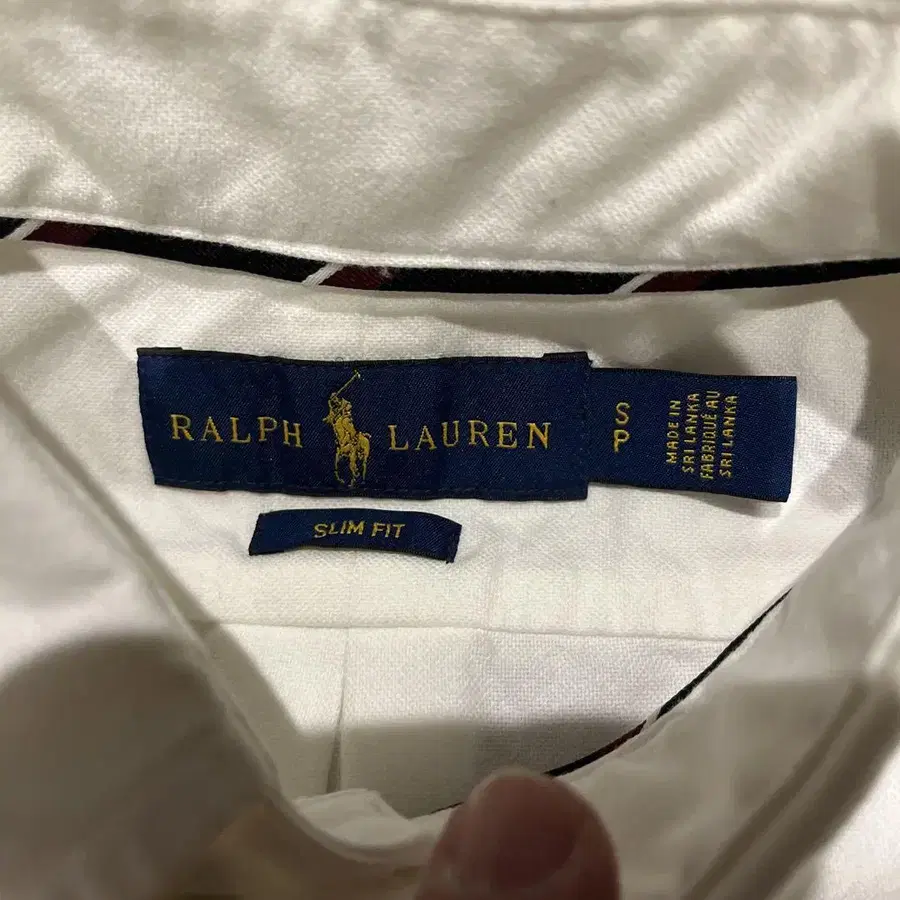 RALPH LAUREN
S
P
MADE IN
SRI LANKA
FABRIQUÉ AU
SRI LANKA
SLIM FIT